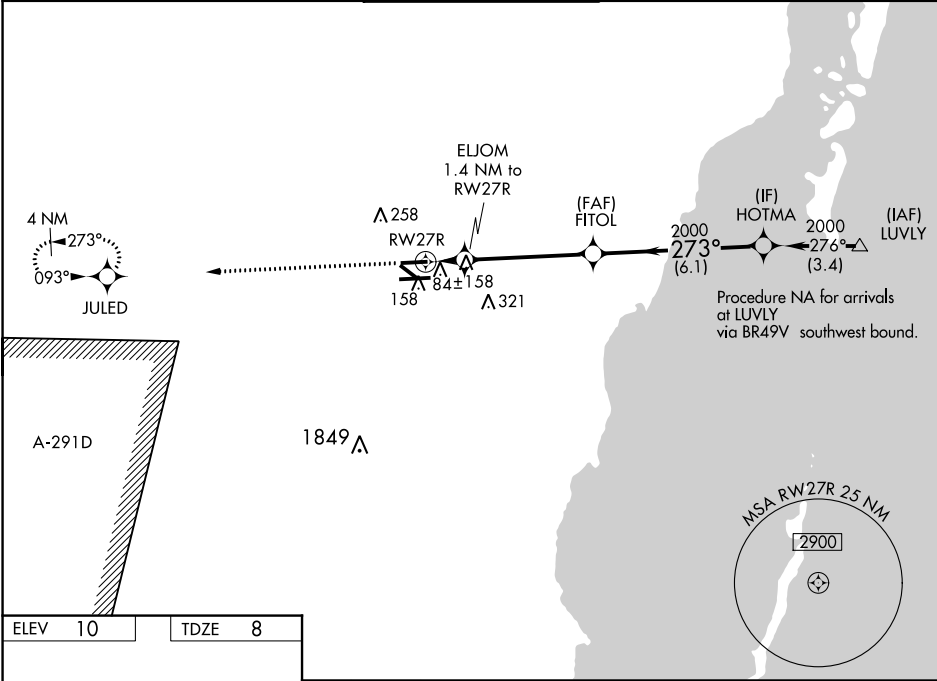 ELJOM
1.4 NM to
RW27R
(FAF)
FITOL
(IF)
HOTMA
(IAF)
LUVLY
4 NM
273°
093°
JULED
258
RW27R
158
84±
158
321
2000
273°
(6.1)
2000
276°
(3.4)
Procedure NA for arrivals
at LUVLY
via BR49V southwest bound.
A-291D
1849
MSA RW27R 25 NM
2900
ELEV 10
TDZE 8